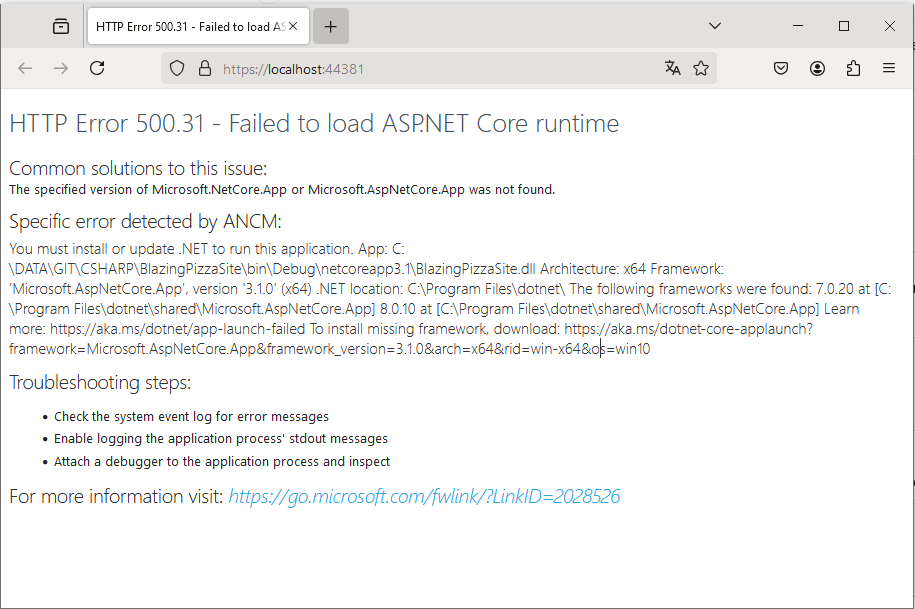 HTTP Error 500.31 - Failed to load AS
https://localhost:44381
HTTP Error 500.31 - Failed to load ASP.NET Core runtime
Common solutions to this issue:
The specified version of Microsoft.NetCore.App or Microsoft.AspNetCore.App was not found.
Specific error detected by ANCM:
You must install or update .NET to run this application. App: C:
\DATA\GIT\CSHARP\BlazingPizzaSite\bin\Debug\netcoreapp3.1\BlazingPizzaSite.dll Architecture: x64 Framework:
'Microsoft.AspNetCore.App', version '3.1.0' (x64) .NET location: C:\Program Files\dotnet\ The following frameworks were found: 7.0.20 at [C:
\Program Files\dotnet\shared\Microsoft.AspNetCore.App] 8.0.10 at [C:\Program Files\dotnet\shared\Microsoft.AspNetCore.App] Learn
more: https://aka.ms/dotnet/app-launch-failed To install missing framework, download: https://aka.ms/dotnet-core-applaunch?
framework=Microsoft.AspNetCore.App&framework_version=3.1.0&arch=x64&rid=win-x64&os=win10
Troubleshooting steps:
• Check the system event log for error messages
• Enable logging the application process' stdout messages
• Attach a debugger to the application process and inspect
For more information visit: https://go.microsoft.com/fwlink/?LinkID=2028526